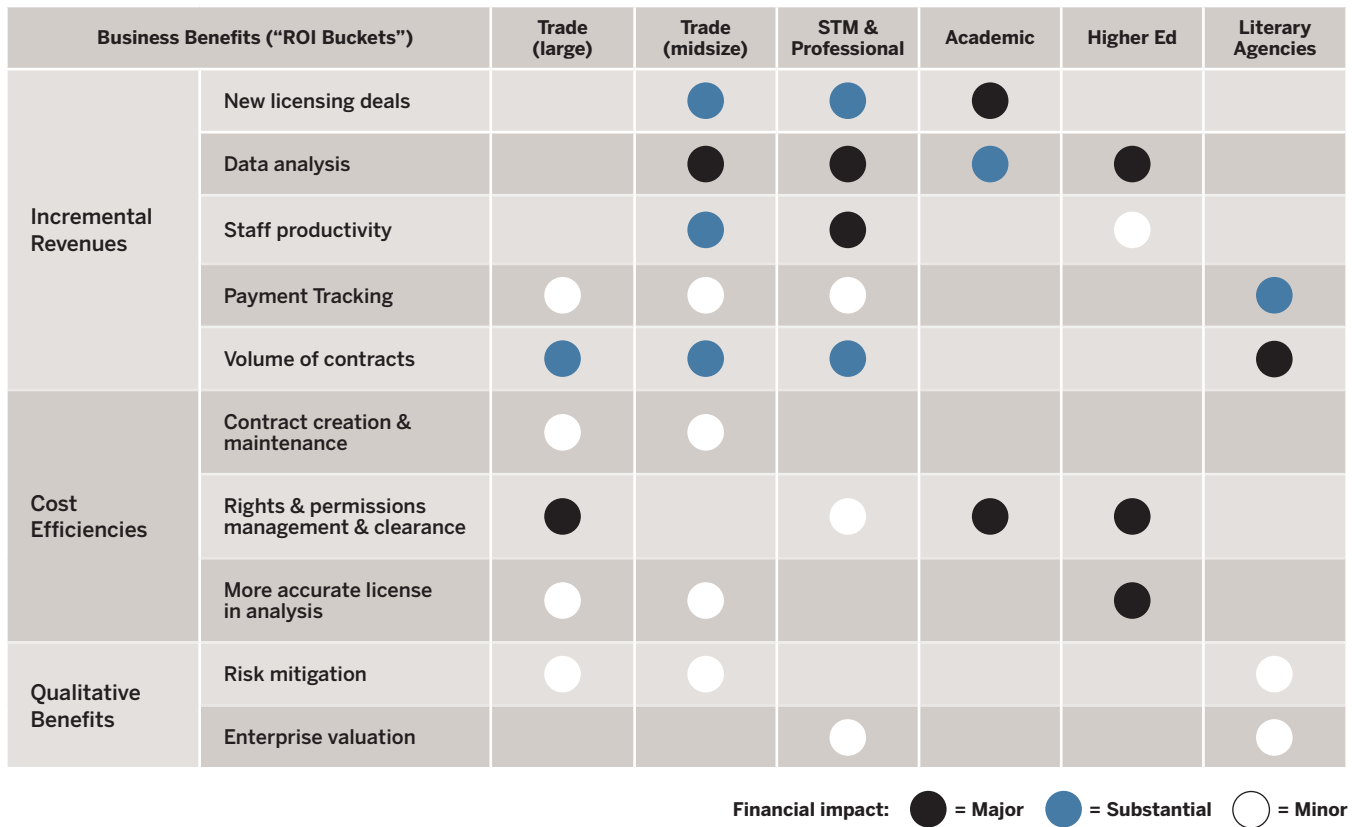 Business Benefits (“ROI Buckets”)
Trade
(large)
Trade
(midsize)
STM &
Professional
Academic
Higher Ed
Literary
Agencies
Incremental
Revenues
New licensing deals
Data analysis
Staff productivity
Payment Tracking
Volume of contracts
Cost
Efficiencies
Contract creation &
maintenance
Rights & permissions
management & clearance
More accurate license
in analysis
Qualitative
Benefits
Risk mitigation
Enterprise valuation
Financial impact: = Major = Substantial = Minor